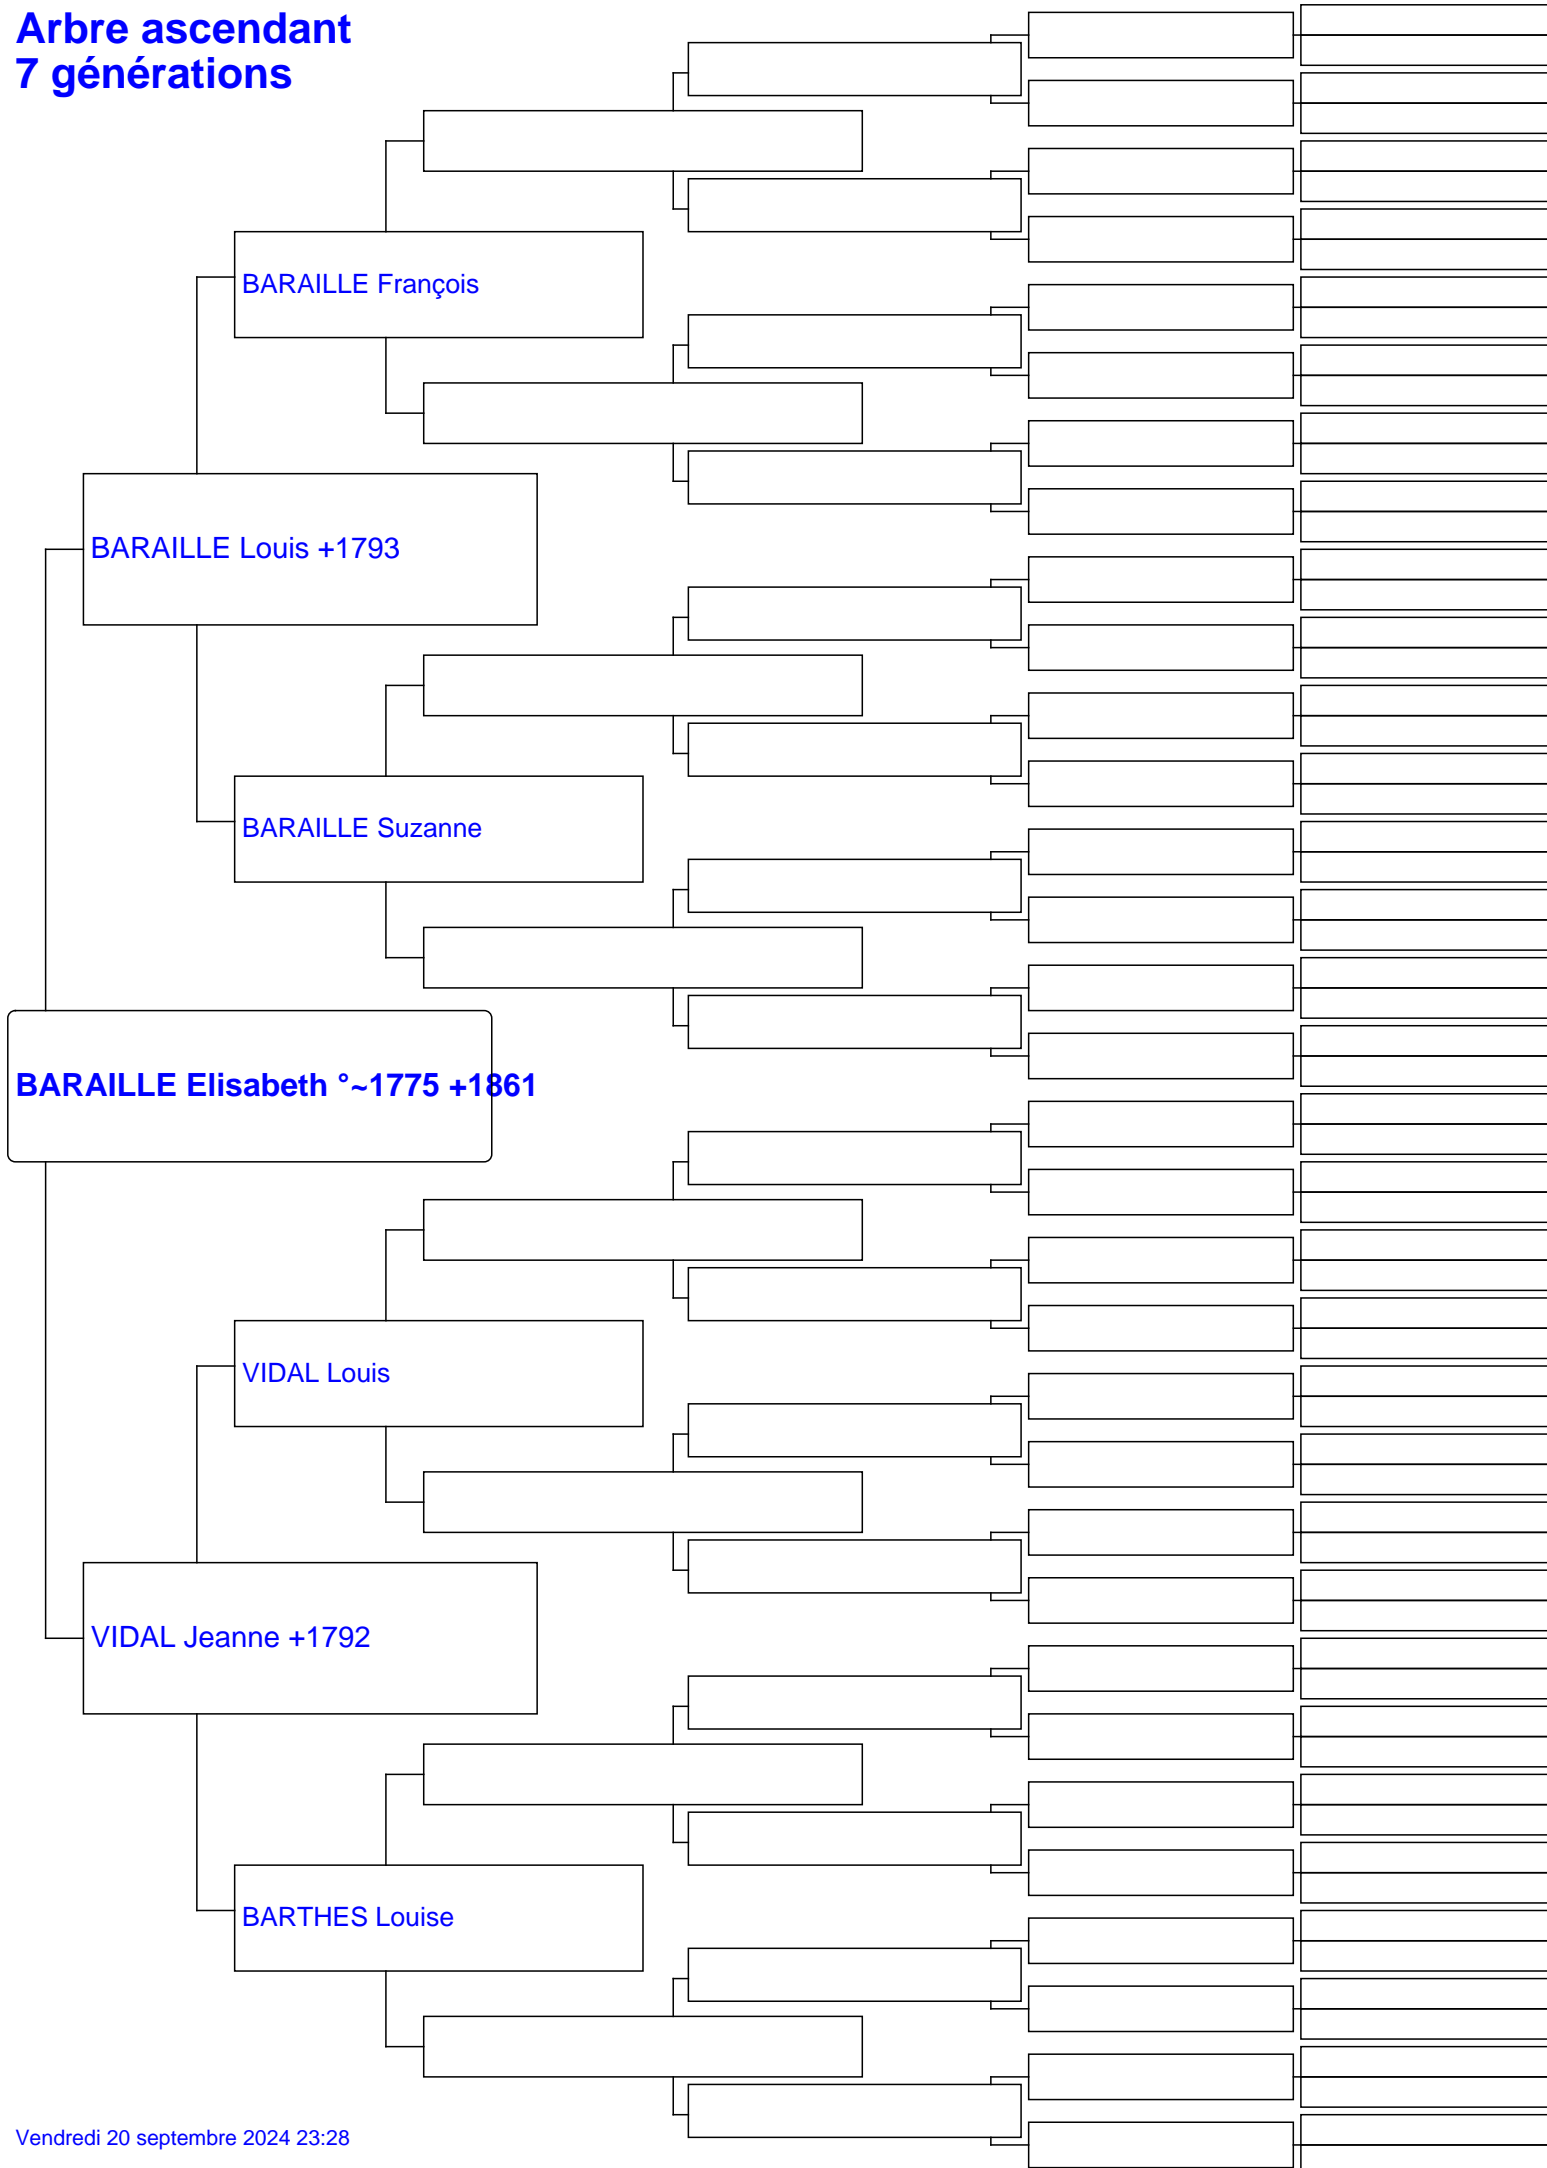 Arbre ascendant
7 générations
BARAILLE François
BARAILLE Louis +1793
BARAILLE Suzanne
BARAILLE Elisabeth °~1775 +1861
VIDAL Louis
VIDAL Jeanne +1792
BARTHES Louise
Vendredi 20 septembre 2024 23:28